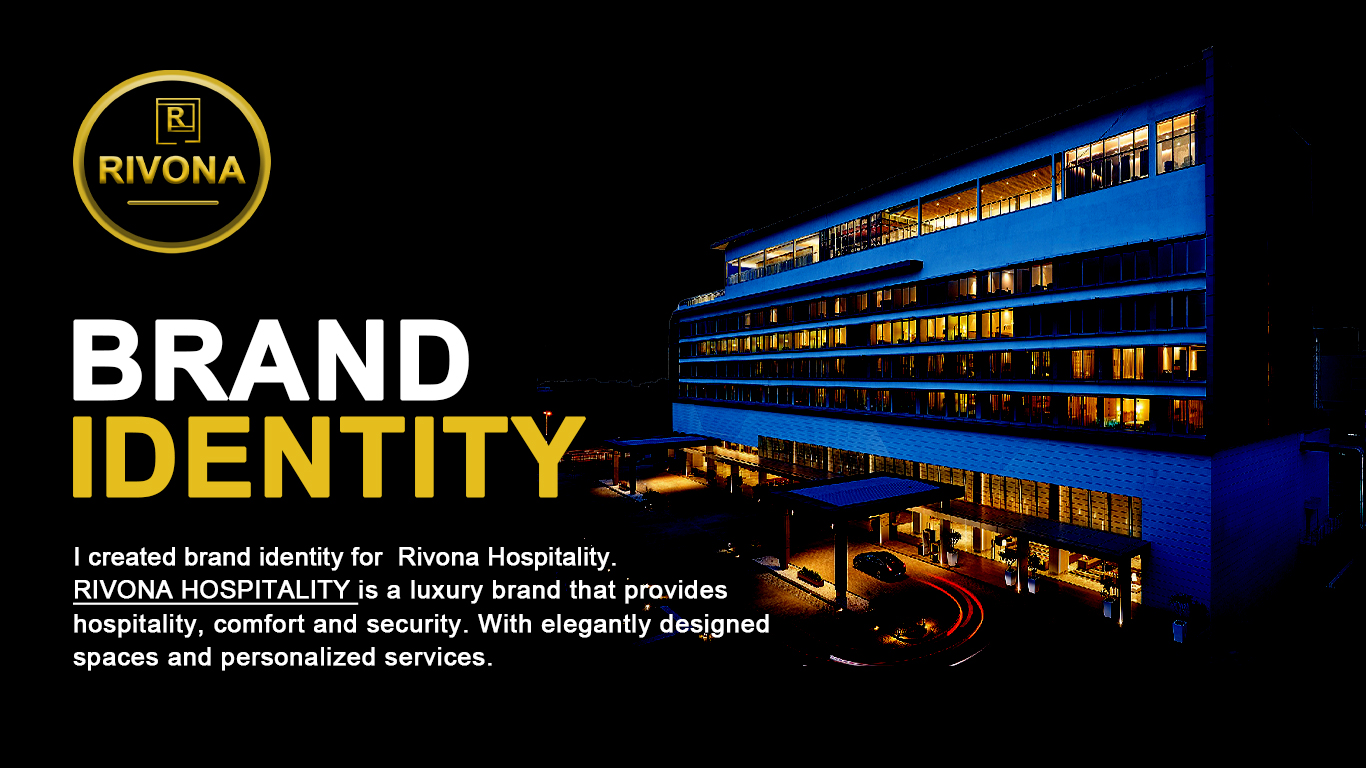 R
RIVONA
BRAND
IDENTITY
I created brand identity for  Rivona Hospitality.
RIVONA HOSPITALITY is a luxury brand that provides
hospitality, comfort and security. With elegantly designed
spaces and personalized services.